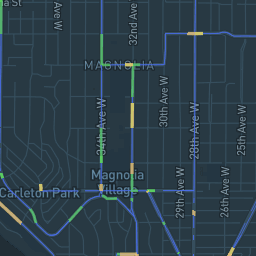 a St
Ave W
32nd Ave
MAGNOLIA
34th Ave W
30th Ave W
28th Ave W
25th Ave W
Magnolia
Village
Carleton Park
29th Ave W
26th Ave W